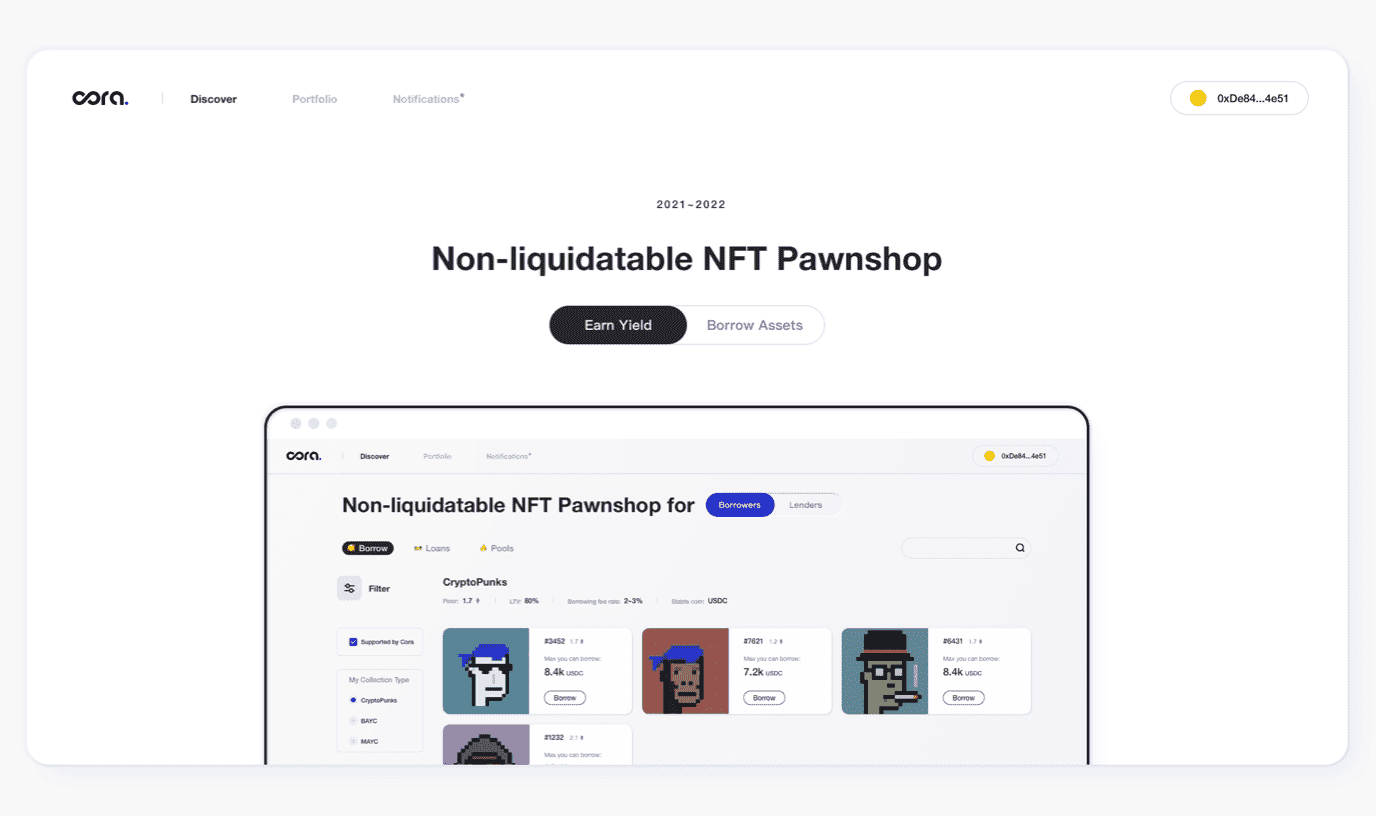 cora.
Discover
Portfolio
Notifications
0xDe84...4e51
2021~2022
Non-liquidatable NFT Pawnshop
Earn Yield
Borrow Assets
cora.
Discover
Portfolio
Notifications
0xDe84...4e51
Non-liquidatable NFT Pawnshop for
Borrowers
Lenders
Borrow
Loans
Pools
Filter
CryptoPunks
1.7
LTV: 80%
Borrowing fee rate: 2~3%
Stable coin: USDC
Supported by Cora
My Collection Type
CryptoPunks
BAYC
MAYC
#3452 1.7
Max you can borrow:
8.4k USDC
Borrow
#7621 1.2
Max you can borrow:
7.2k USDC
Borrow
#6431 1.7
Max you can borrow:
8.4k USDC
Borrow
#1232 2.1
Max you can borrow: